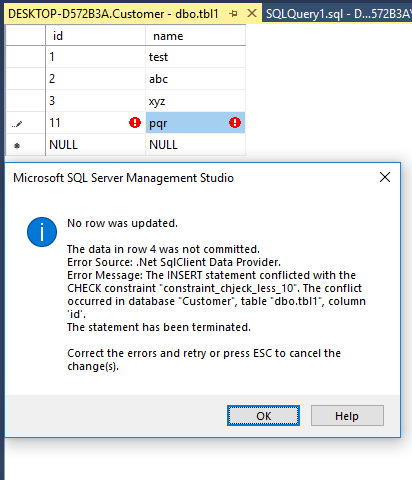 DESKTOP-D572B3A.Customer - dbo.tbl1 SQLQuery1.sql - D...572B3A\
id name
1 test
2 abc
3 xyz
11 pqr
NULL NULL
Microsoft SQL Server Management Studio
No row was updated.
The data in row 4 was not committed.
Error Source: .Net SqlClient Data Provider.
Error Message: The INSERT statement conflicted with the
CHECK constraint "constraint_chjeck_less_10". The conflict
occurred in database "Customer", table "dbo.tbl1", column
'id'.
The statement has been terminated.
Correct the errors and retry or press ESC to cancel the
change(s).
OK Help